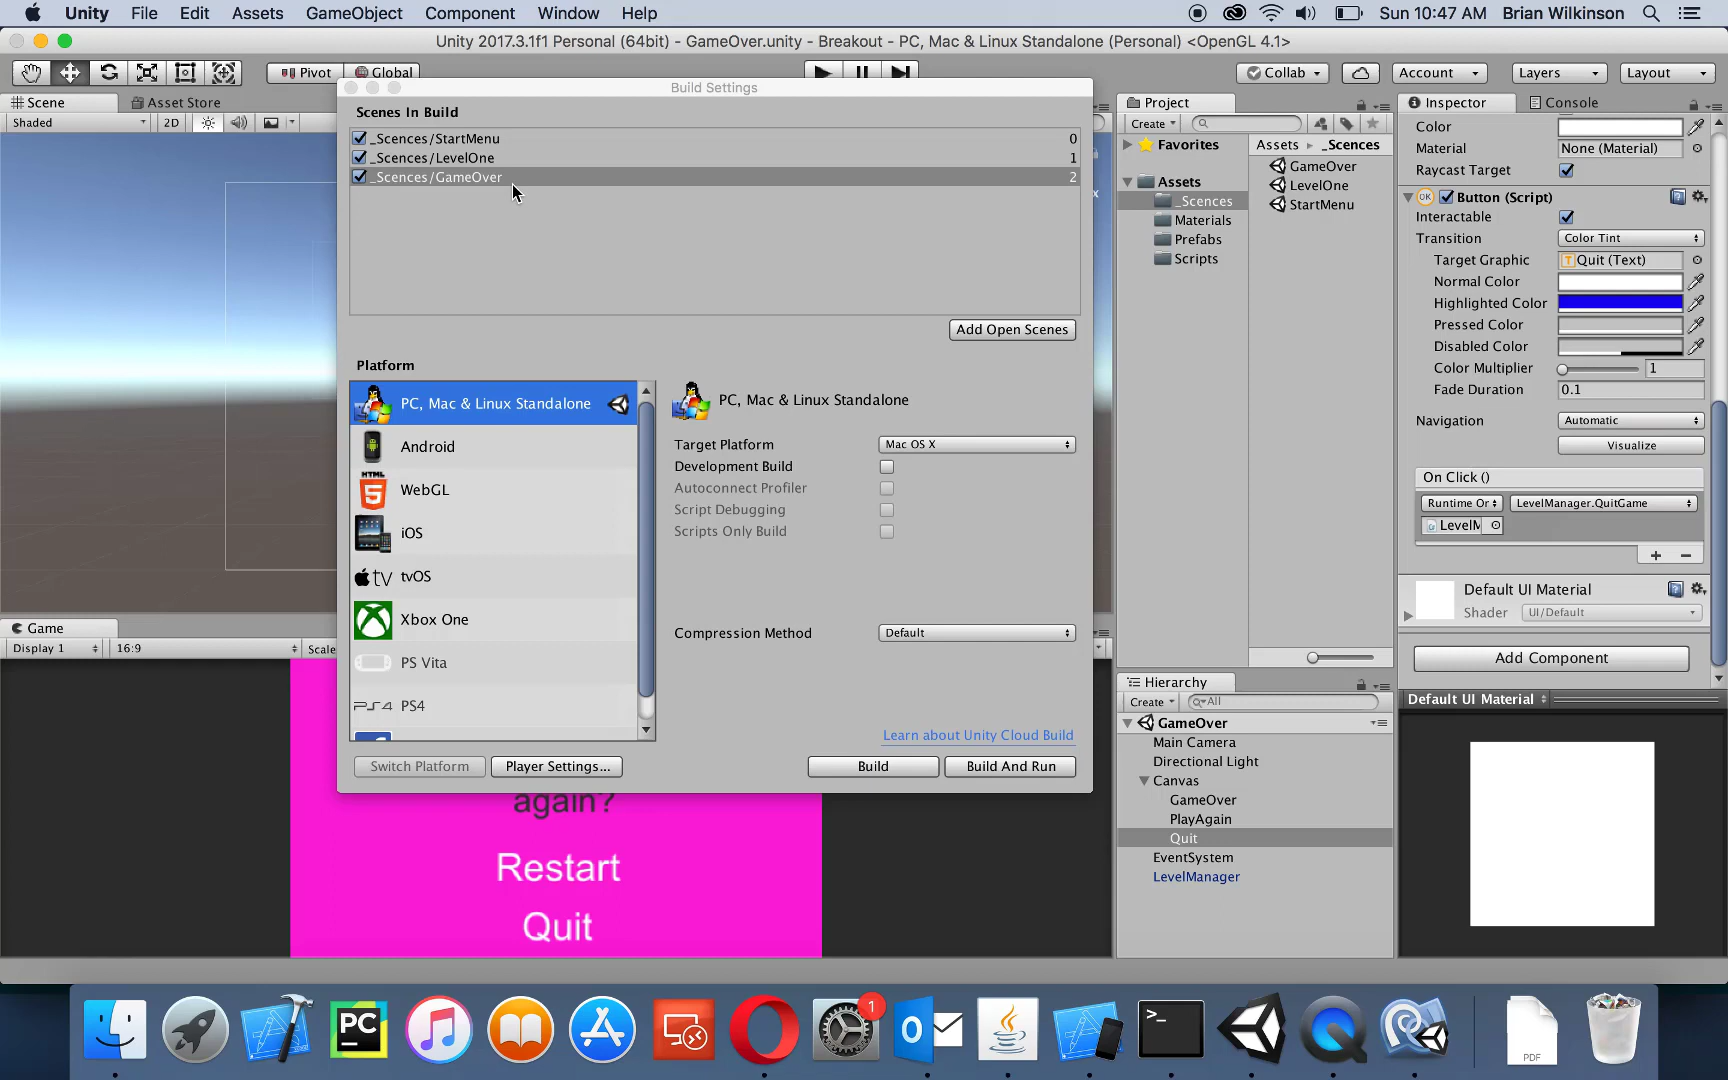 Unity File Edit Assets GameObject Component Window Help Sun 10:47 AM Brian Wilkinson
Unity 2017.3.1f1 Personal (64bit) - GameOver.unity - Breakout - PC, Mac & Linux Standalone (Personal) <OpenGL 4.1>
Pivot Global Collab Account Layers Layout
Scene Asset Store
Shaded 2D
Build Settings
Scenes In Build
_Scences/StartMenu 0
_Scences/LevelOne 1
_Scences/GameOver 2
Add Open Scenes
Platform
PC, Mac & Linux Standalone
Android
HTML 5 WebGL
iOS
tv tvOS
Xbox One
PS Vita
PS4 PS4
PC, Mac & Linux Standalone
Target Platform Mac OS X
Development Build
Autoconnect Profiler
Script Debugging
Scripts Only Build
Compression Method Default
Learn about Unity Cloud Build
Switch Platform Player Settings... Build Build And Run
Game
Display 1 16:9 Scale
again?
Restart
Quit
Project
Create
Favorites
Assets
_Scences
Materials
Prefabs
Scripts
Assets _Scences
GameOver
LevelOne
StartMenu
Hierarchy
Create All
GameOver
Main Camera
Directional Light
Canvas
GameOver
PlayAgain
Quit
EventSystem
LevelManager
Inspector Console
Color
Material None (Material)
Raycast Target
OK Button (Script)
Interactable
Transition Color Tint
Target Graphic T Quit (Text)
Normal Color
Highlighted Color
Pressed Color
Disabled Color
Color Multiplier 1
Fade Duration 0.1
Navigation Automatic
Visualize
On Click ()
Runtime Or LevelManager.QuitGame
LevelM
+ −
Default UI Material
Shader UI/Default
Add Component
Default UI Material
PC 1 O >_ PDF